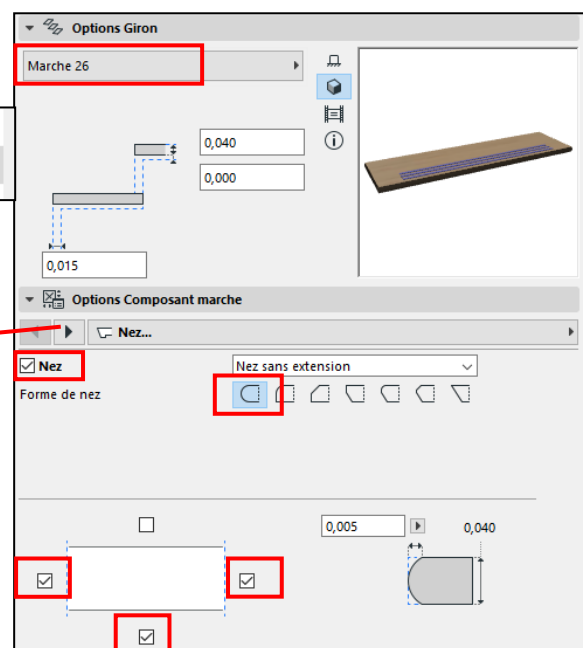 Options Giron
Marche 26
0,040
0,000
0,015
Options Composant marche
Nez...
Nez
Nez sans extension
Forme de nez
0,005
0,040